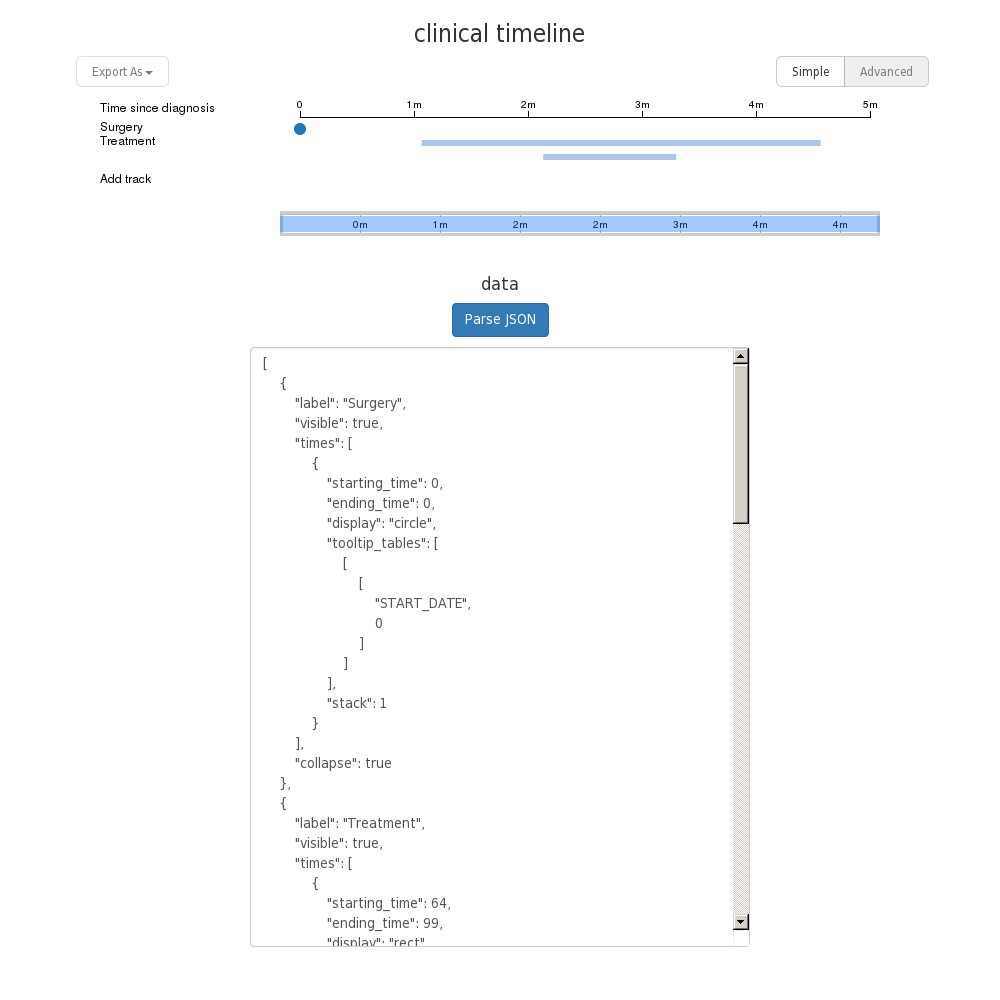 clinical timeline
Export As
Simple Advanced
Time since diagnosis 0 1m 2m 3m 4m 5m
Surgery
Treatment
Add track
0m 1m 2m 2m 3m 4m 4m
data
Parse JSON
[
{
"label": "Surgery",
"visible": true,
"times": [
{
"starting_time": 0,
"ending_time": 0,
"display": "circle",
"tooltip_tables": [
[
[
"START_DATE",
0
]
]
],
"stack": 1
}
],
"collapse": true
},
{
"label": "Treatment",
"visible": true,
"times": [
{
"starting_time": 64,
"ending_time": 99,
"display": "rect"